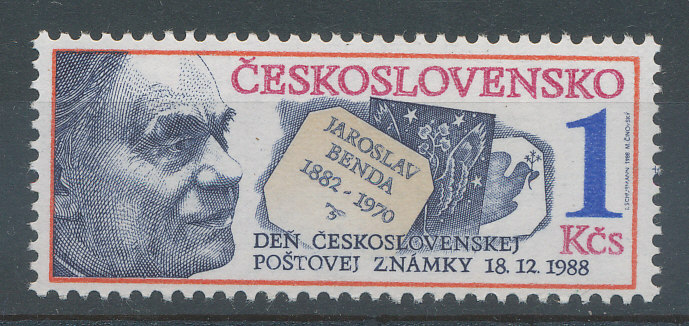 ČESKOSLOVENSKO
JAROSLAV
BENDA
1882 - 1970
1
Kčs
DEŇ ČESKOSLOVENSKEJ
POŠTOVEJ ZNÁMKY 18.12.1988